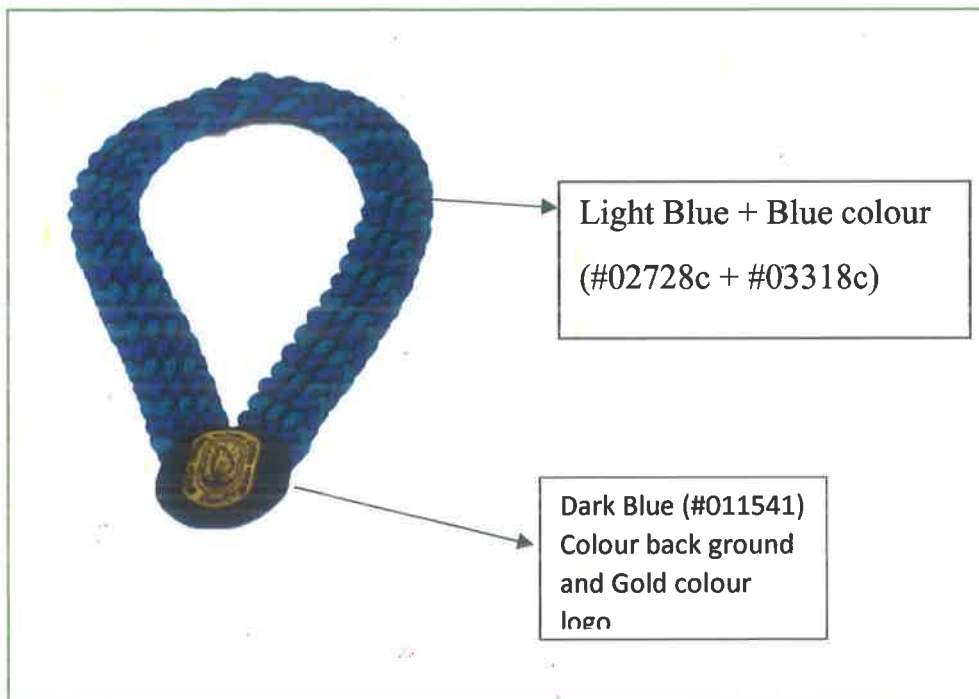 Light Blue + Blue colour
(#02728c + #03318c)
Dark Blue (#011541)
Colour back ground
and Gold colour
logo